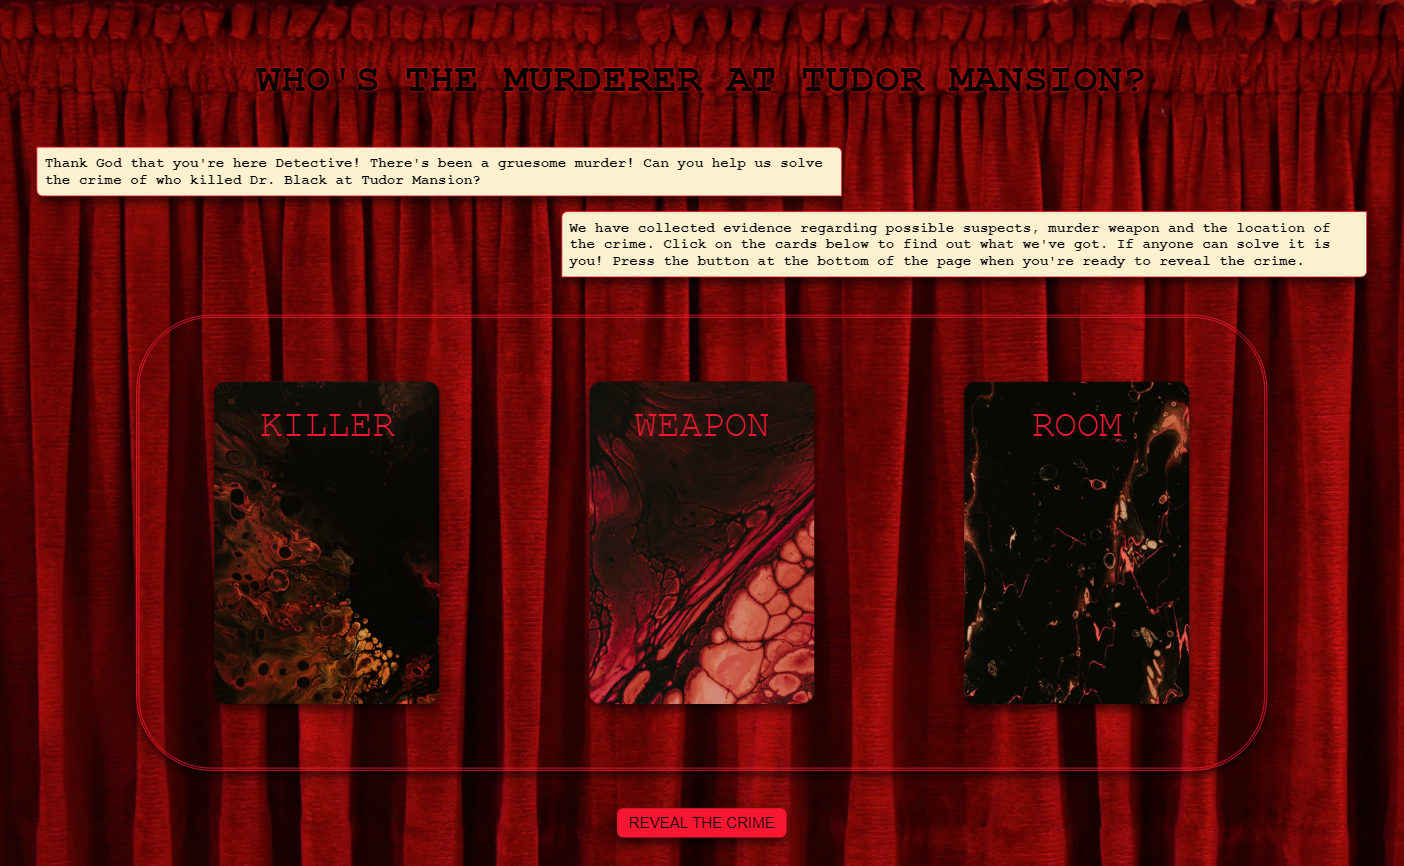 WHO'S THE MURDERER AT TUDOR MANSION?
Thank God that you're here Detective! There's been a gruesome murder! Can you help us solve
the crime of who killed Dr. Black at Tudor Mansion?
We have collected evidence regarding possible suspects, murder weapon and the location of
the crime. Click on the cards below to find out what we've got. If anyone can solve it is
you! Press the button at the bottom of the page when you're ready to reveal the crime.
KILLER
WEAPON
ROOM
REVEAL THE CRIME